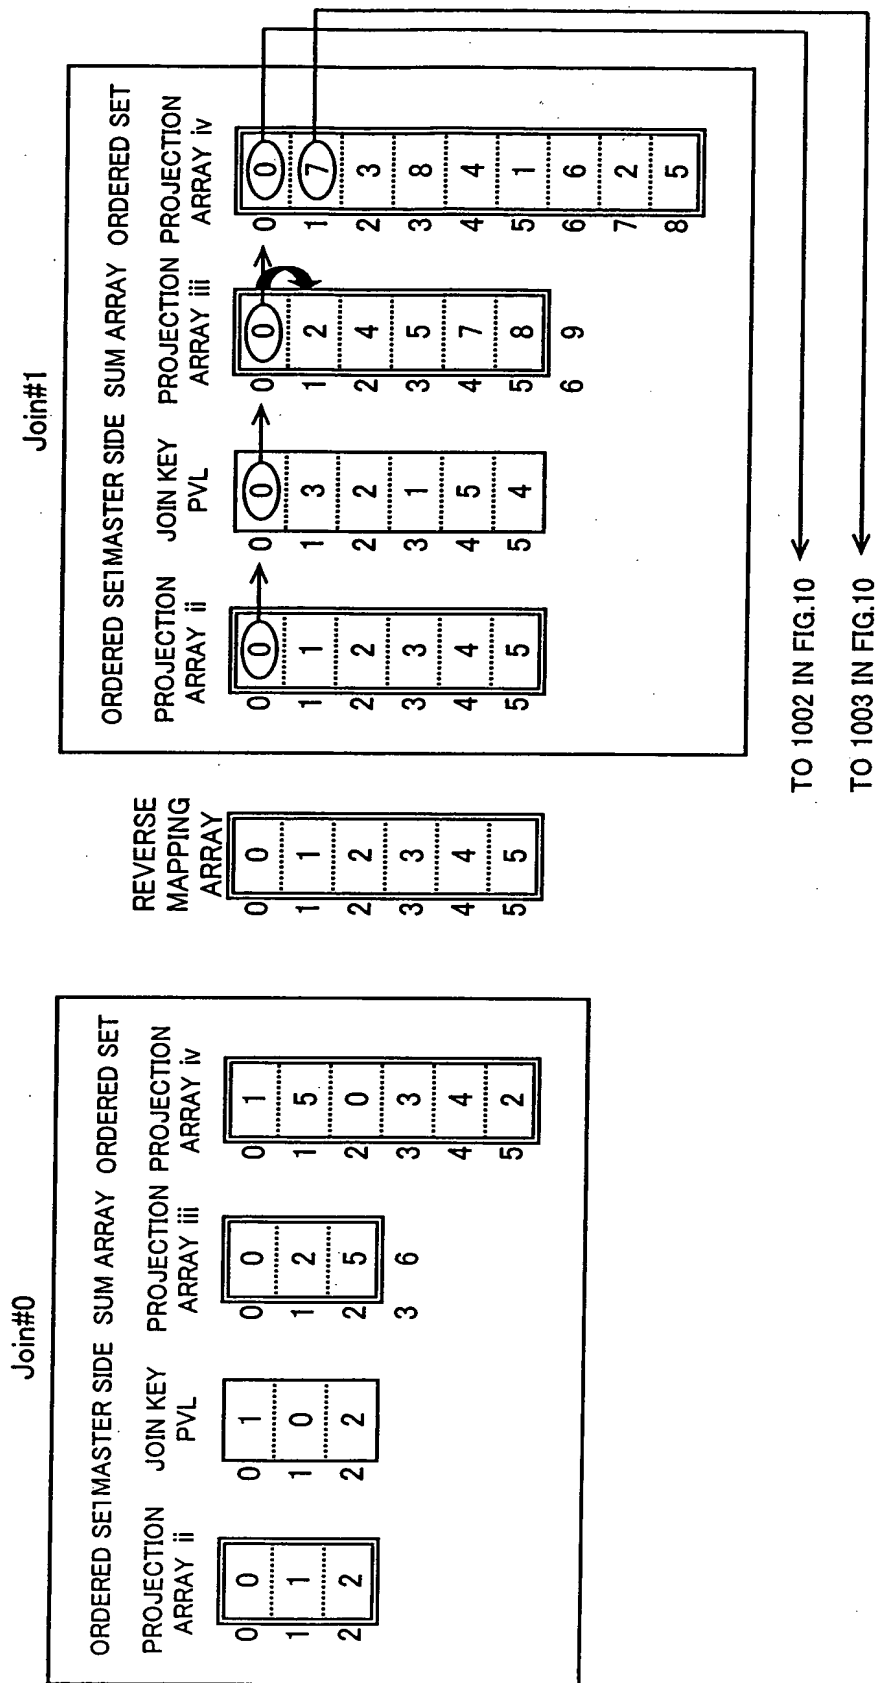 Join#0
ORDERED SET MASTER SIDE SUM ARRAY ORDERED SET
PROJECTION JOIN KEY PROJECTION PROJECTION
ARRAY ii PVL ARRAY iii ARRAY iv
0 0 0 1 0 0 0 1
1 1 1 0 1 2 1 5
2 2 2 2 2 5 2 0
3 6 3 3
4 4
5 2
REVERSE
MAPPING
ARRAY
0 0
1 1
2 2
3 3
4 4
5 5
Join#1
ORDERED SET MASTER SIDE SUM ARRAY ORDERED SET
PROJECTION JOIN KEY PROJECTION PROJECTION
ARRAY ii PVL ARRAY iii ARRAY iv
0 0 0 0 0 0 0 0
1 1 1 3 1 2 1 7
2 2 2 2 2 4 2 3
3 3 3 1 3 5 3 8
4 4 4 5 4 7 4 4
5 5 5 4 5 8 5 1
6 9 6 6
7 2
8 5
TO 1002 IN FIG.10
TO 1003 IN FIG.10